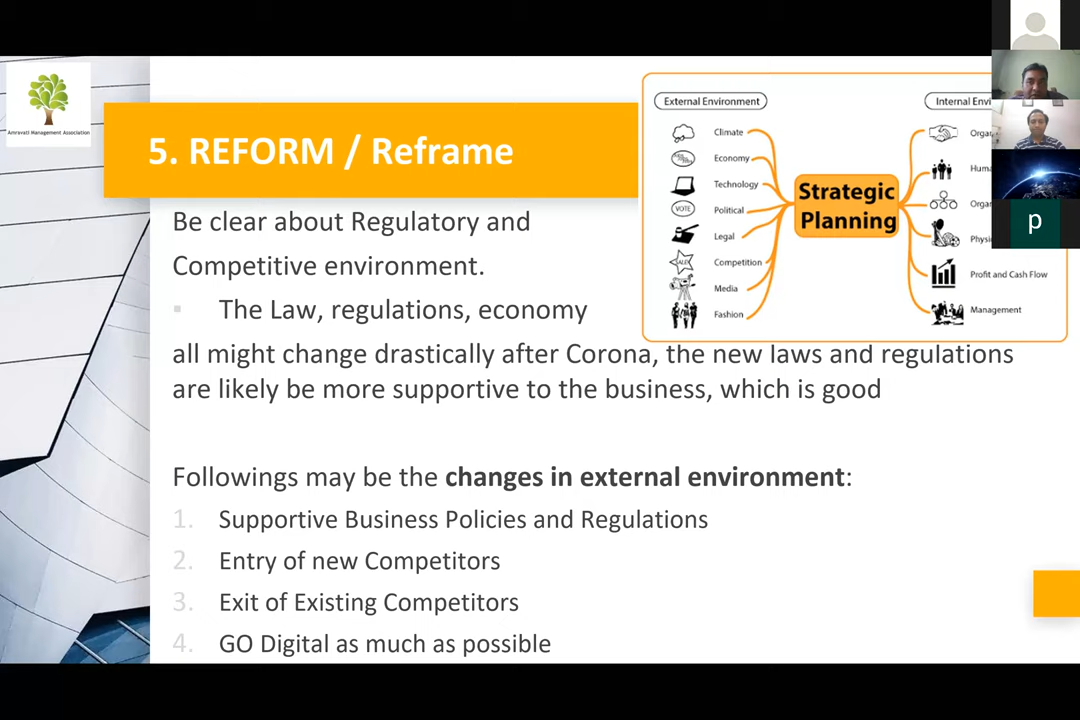 Amravati Management Association
5. REFORM / Reframe
Be clear about Regulatory and
Competitive environment.
The Law, regulations, economy
all might change drastically after Corona, the new laws and regulations
are likely be more supportive to the business, which is good
Followings may be the changes in external environment:
1. Supportive Business Policies and Regulations
2. Entry of new Competitors
3. Exit of Existing Competitors
4. GO Digital as much as possible
External Environment
Climate
Economy
Technology
Political
VOTE
Legal
Competition
SALE
Media
Fashion
Strategic
Planning
Internal Envi
Orga
Huma
Orga
Physi
Profit and Cash Flow
Management
p